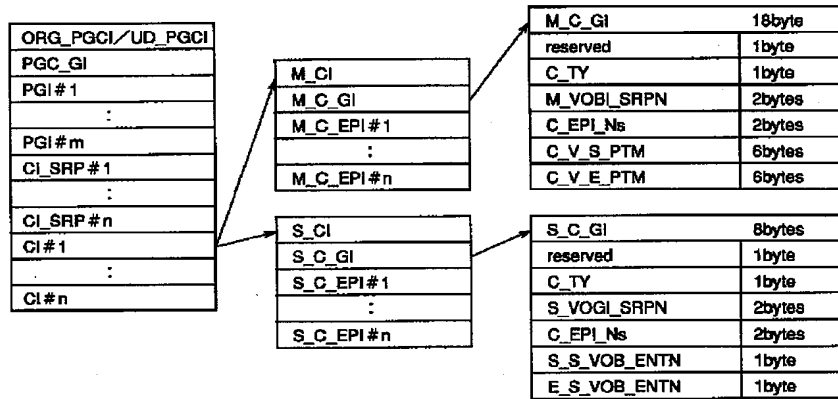 ORG_PGCI/UD_PGCI
PGC_GI
PGI#1
:
PGI#m
CI_SRP#1
:
CI_SRP#n
CI#1
:
CI#n
M_CI
M_C_GI
M_C_EPI#1
:
M_C_EPI#n
S_CI
S_C_GI
S_C_EPI#1
:
S_C_EPI#n
M_C_GI 18byte
reserved 1byte
C_TY 1byte
M_VOBI_SRPN 2bytes
C_EPI_Ns 2bytes
C_V_S_PTM 6bytes
C_V_E_PTM 6bytes
S_C_GI 8bytes
reserved 1byte
C_TY 1byte
S_VOGI_SRPN 2bytes
C_EPI_Ns 2bytes
S_S_VOB_ENTN 1byte
E_S_VOB_ENTN 1byte